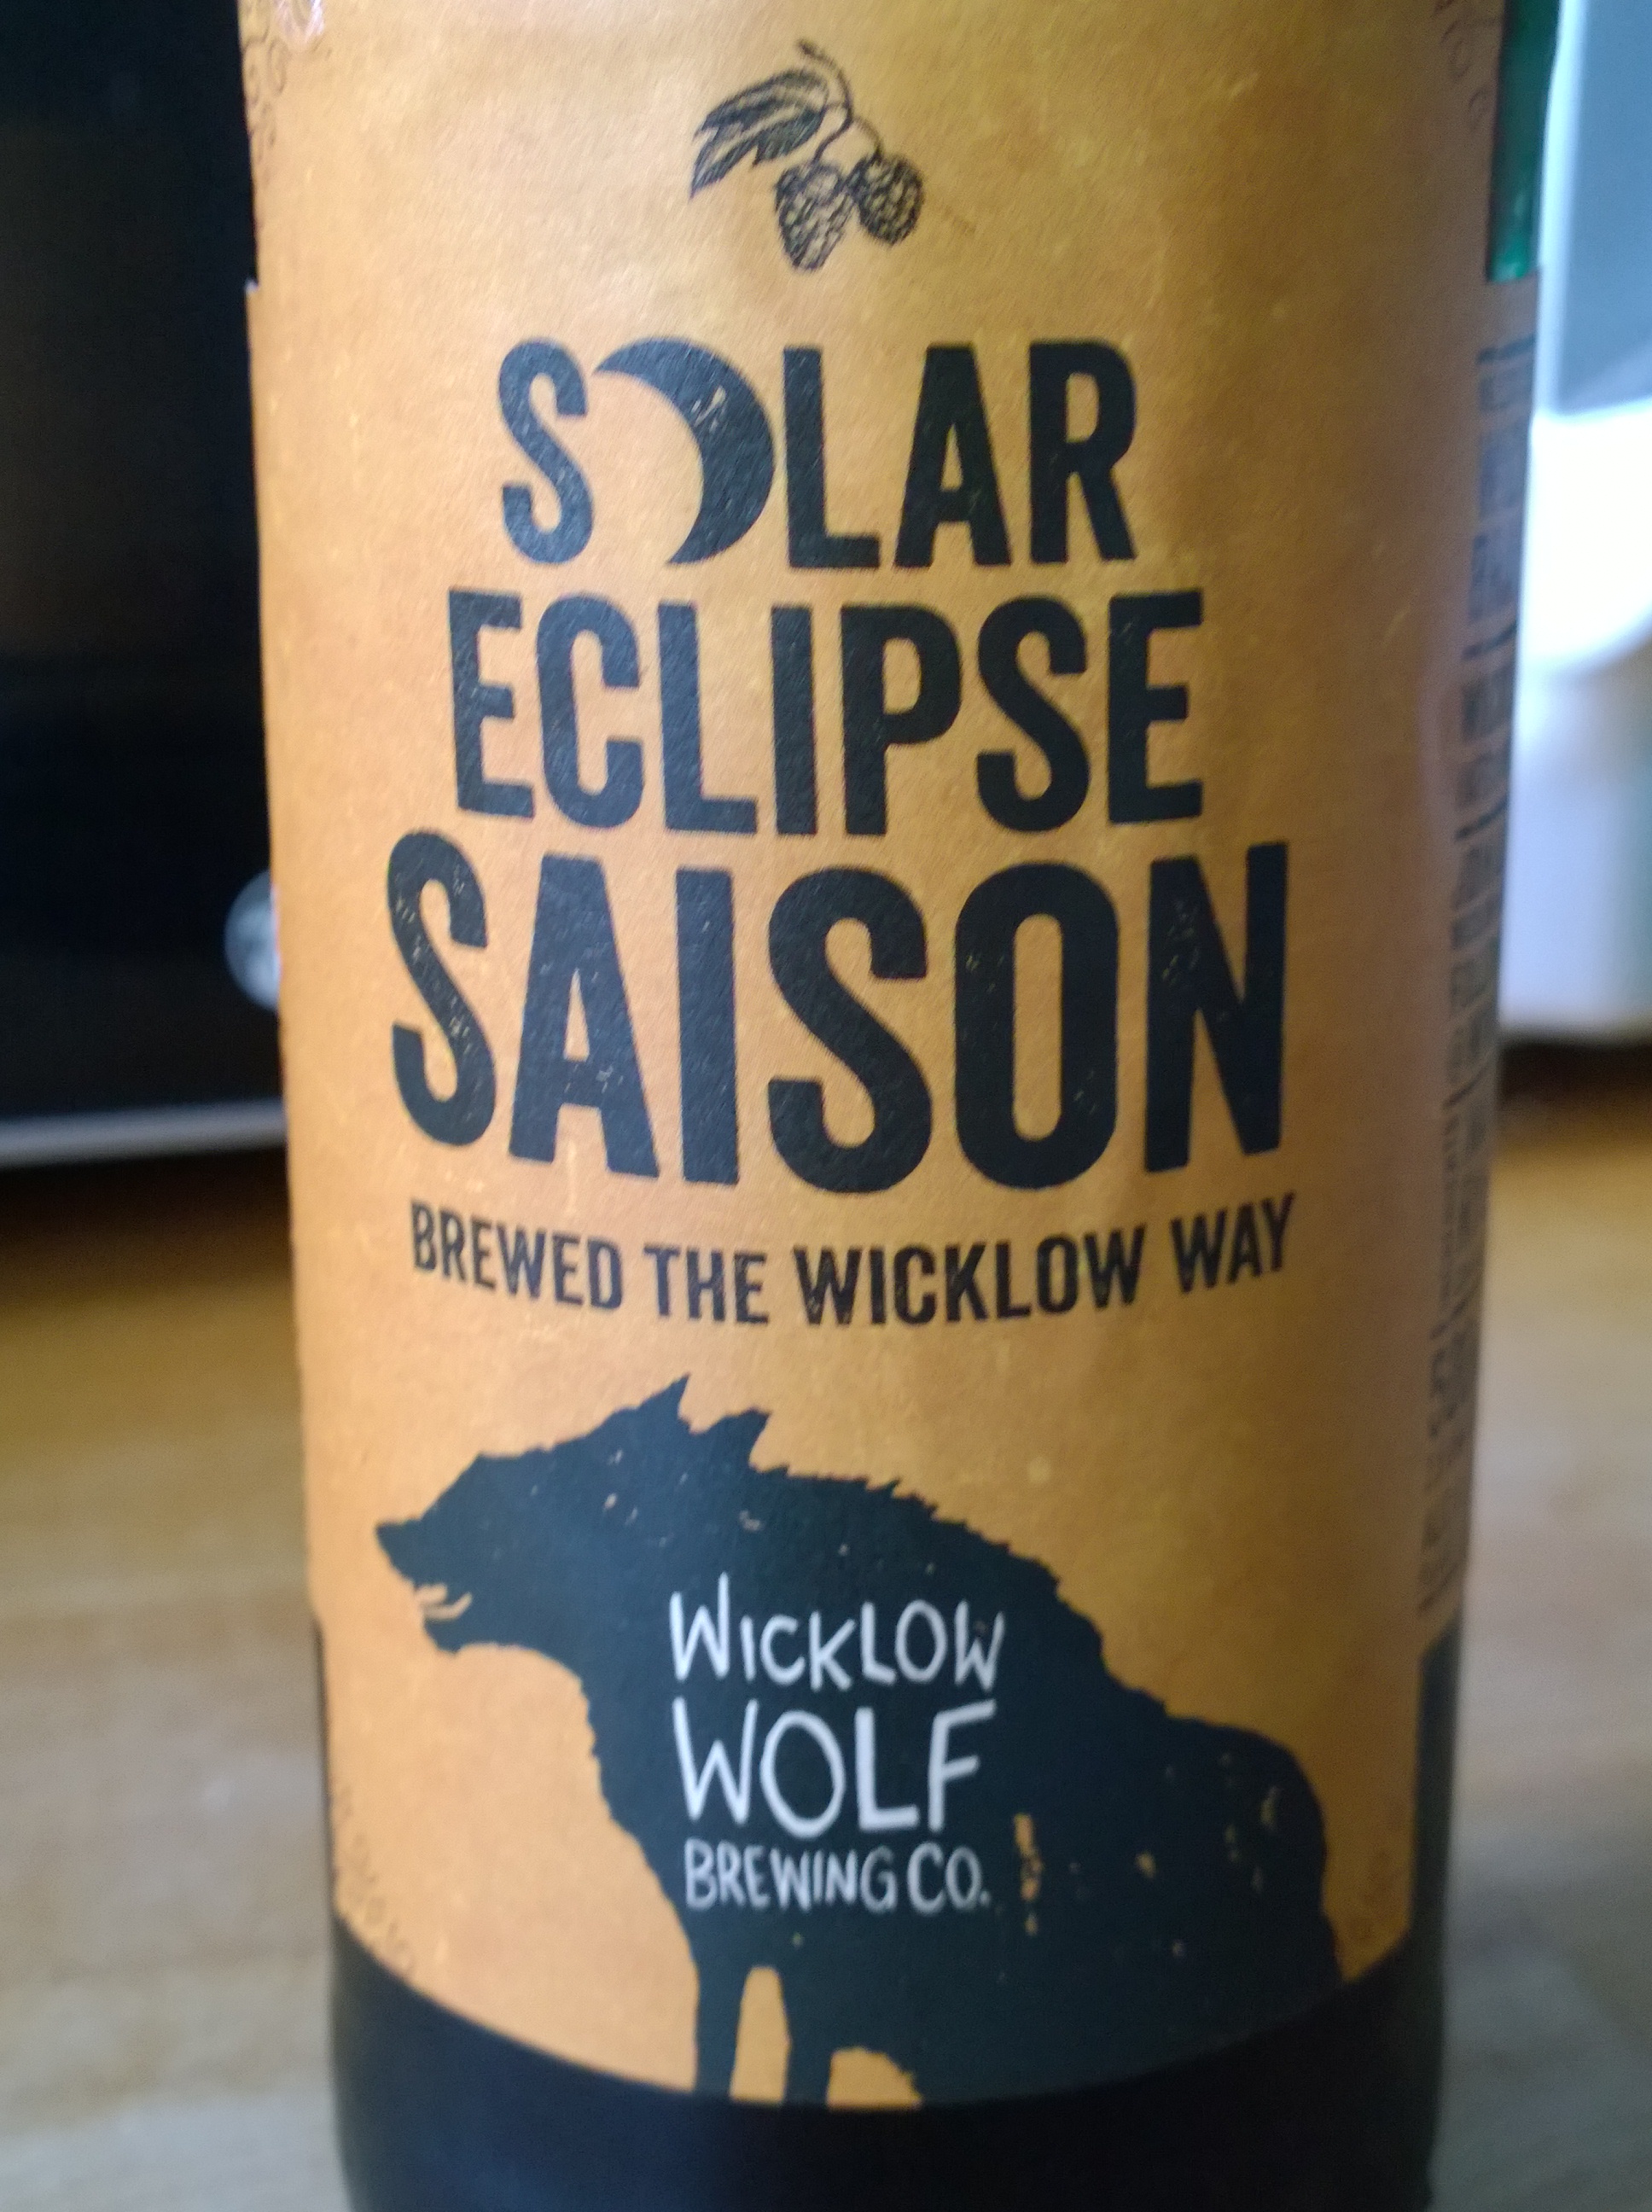 SOLAR
ECLIPSE
SAISON
BREWED THE WICKLOW WAY
WICKLOW
WOLF
BREWING CO.